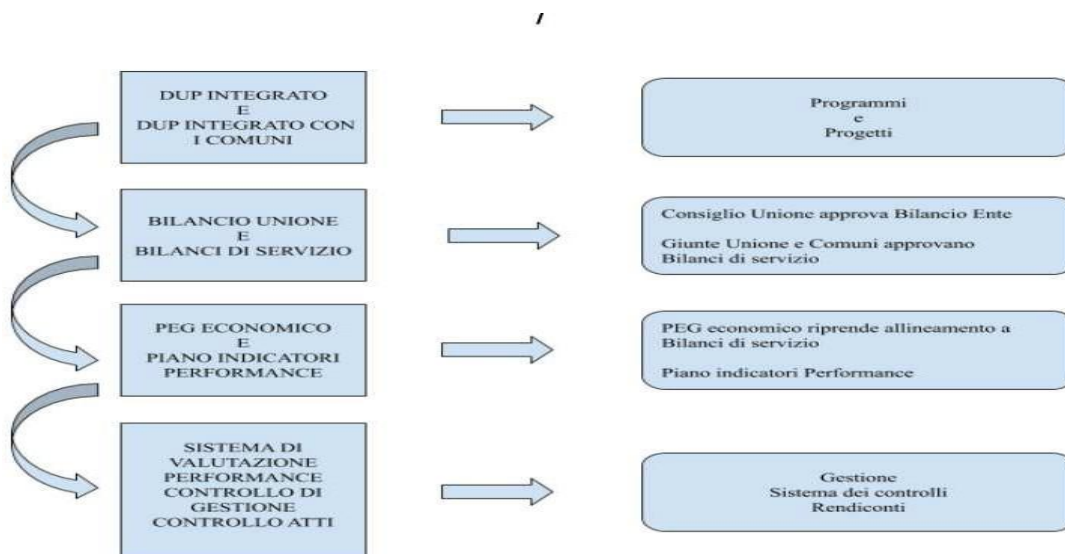 DUP INTEGRATO
E
DUP INTEGRATO CON
I COMUNI
Programmi
e
Progetti
BILANCIO UNIONE
E
BILANCI DI SERVIZIO
Consiglio Unione approva Bilancio Ente
Giunte Unione e Comuni approvano
Bilanci di servizio
PEG ECONOMICO
E
PIANO INDICATORI
PERFORMANCE
PEG economico riprende allineamento a
Bilanci di servizio
Piano indicatori Performance
SISTEMA DI
VALUTAZIONE
PERFORMANCE
CONTROLLO DI
GESTIONE
CONTROLLO ATTI
Gestione
Sistema dei controlli
Rendiconti